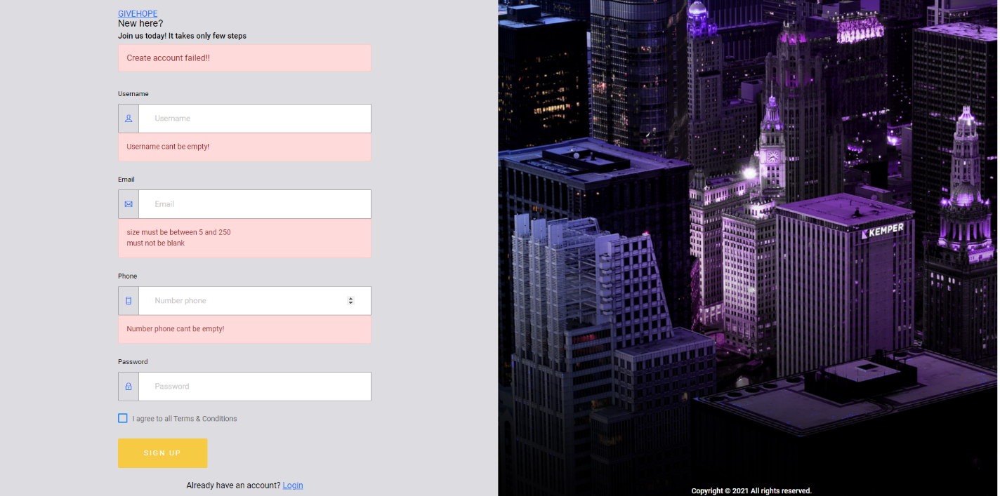 GIVEHOPE
New here?
Join us today! It takes only few steps
Create account failed!!
Username
Username
Username cant be empty!
Email
Email
size must be between 5 and 250
must not be blank
Phone
Number phone
Number phone cant be empty!
Password
Password
I agree to all Terms & Conditions
SIGN UP
Already have an account? Login
KEMPER
Copyright © 2021 All rights reserved.